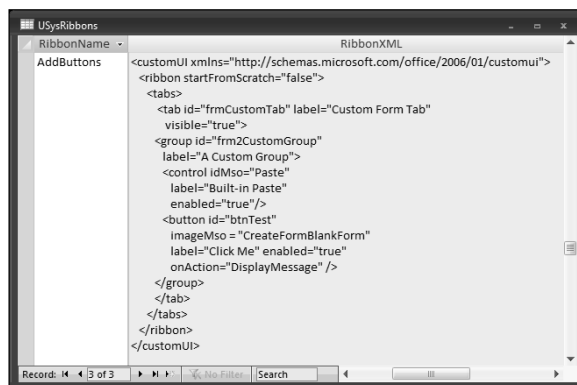 USysRibbons
RibbonName RibbonXML
AddButtons <customUI xmlns="http://schemas.microsoft.com/office/2006/01/customui">
<ribbon startFromScratch="false">
<tabs>
<tab id="frmCustomTab" label="Custom Form Tab"
visible="true">
<group id="frm2CustomGroup"
label="A Custom Group">
<control idMso="Paste"
label="Built-in Paste"
enabled="true"/>
<button id="btnTest"
imageMso = "CreateFormBlankForm"
label="Click Me" enabled="true"
onAction="DisplayMessage" />
</group>
</tab>
</tabs>
</ribbon>
</customUI>
Record: 3 of 3 No Filter Search